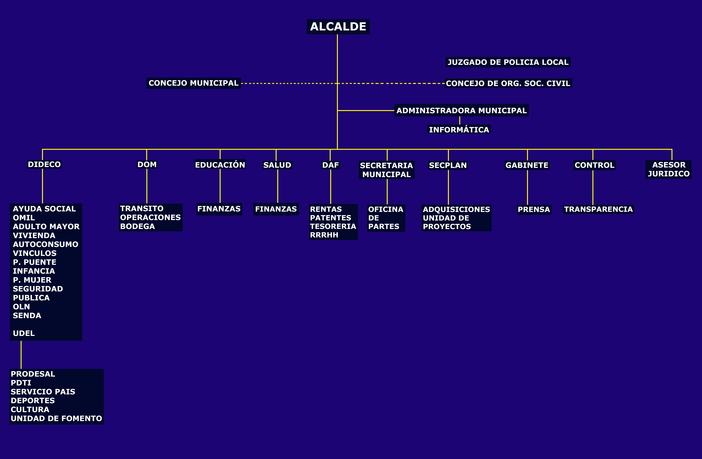 ALCALDE
JUZGADO DE POLICIA LOCAL
CONCEJO MUNICIPAL
CONCEJO DE ORG. SOC. CIVIL
ADMINISTRADORA MUNICIPAL
INFORMÁTICA
DIDECO
DOM
EDUCACIÓN
SALUD
DAF
SECRETARIA
MUNICIPAL
SECPLAN
GABINETE
CONTROL
ASESOR
JURIDICO
AYUDA SOCIAL
OMIL
ADULTO MAYOR
VIVIENDA
AUTOCONSUMO
VINCULOS
P. PUENTE
INFANCIA
P. MUJER
SEGURIDAD
PUBLICA
OLN
SENDA
UDEL
TRANSITO
OPERACIONES
BODEGA
FINANZAS
FINANZAS
RENTAS
PATENTES
TESORERIA
RRRHH
OFICINA
DE
PARTES
ADQUISICIONES
UNIDAD DE
PROYECTOS
PRENSA
TRANSPARENCIA
PRODESAL
PDTI
SERVICIO PAIS
DEPORTES
CULTURA
UNIDAD DE FOMENTO